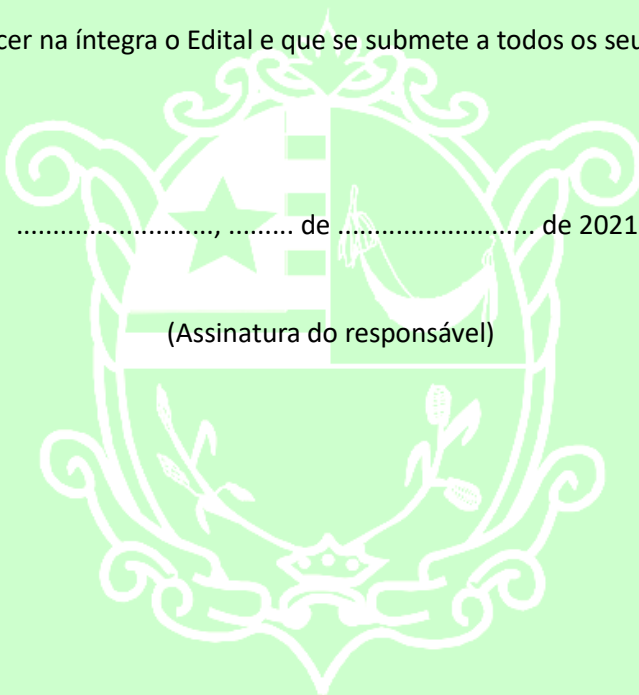 cer na íntegra o Edital e que se submete a todos os seu
..........................., ......... de ............................... de 2021
(Assinatura do responsável)